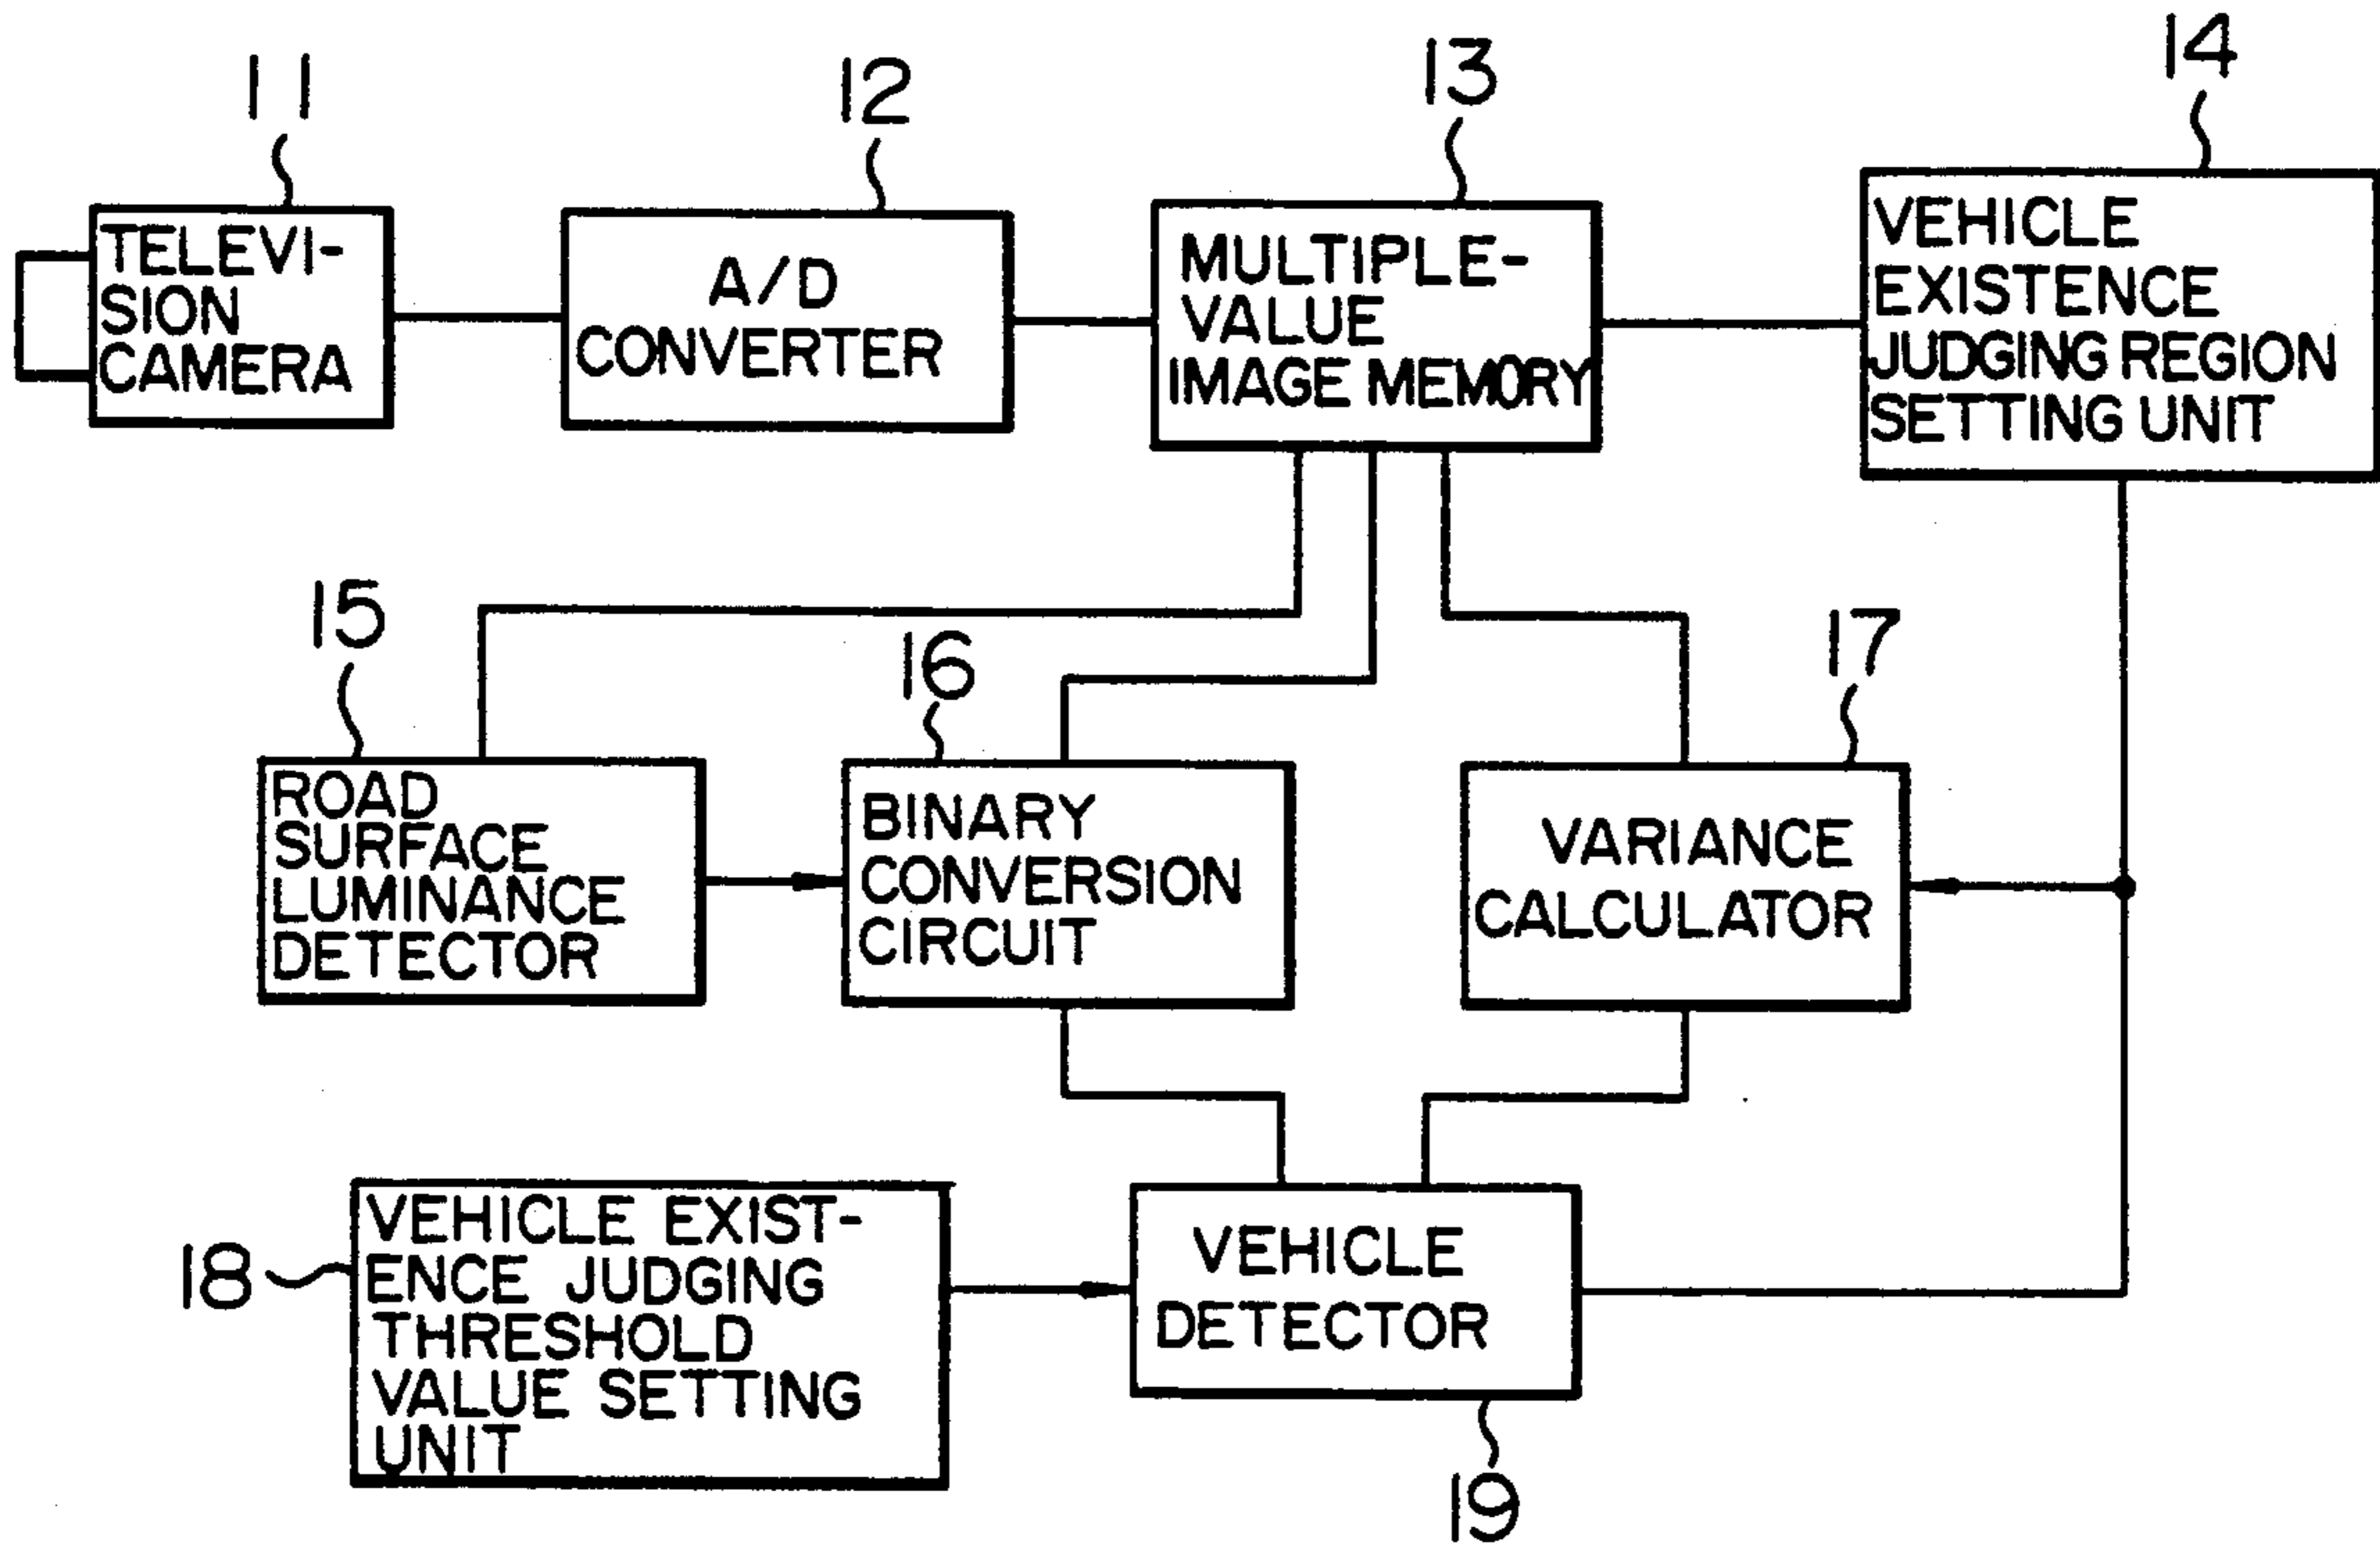 11
12
13
14
TELEVI-
SION
CAMERA
A/D
CONVERTER
MULTIPLE-
VALUE
IMAGE MEMORY
VEHICLE
EXISTENCE
JUDGING REGION
SETTING UNIT
15
16
17
ROAD
SURFACE
LUMINANCE
DETECTOR
BINARY
CONVERSION
CIRCUIT
VARIANCE
CALCULATOR
18
VEHICLE EXIST-
ENCE JUDGING
THRESHOLD
VALUE SETTING
UNIT
VEHICLE
DETECTOR
19